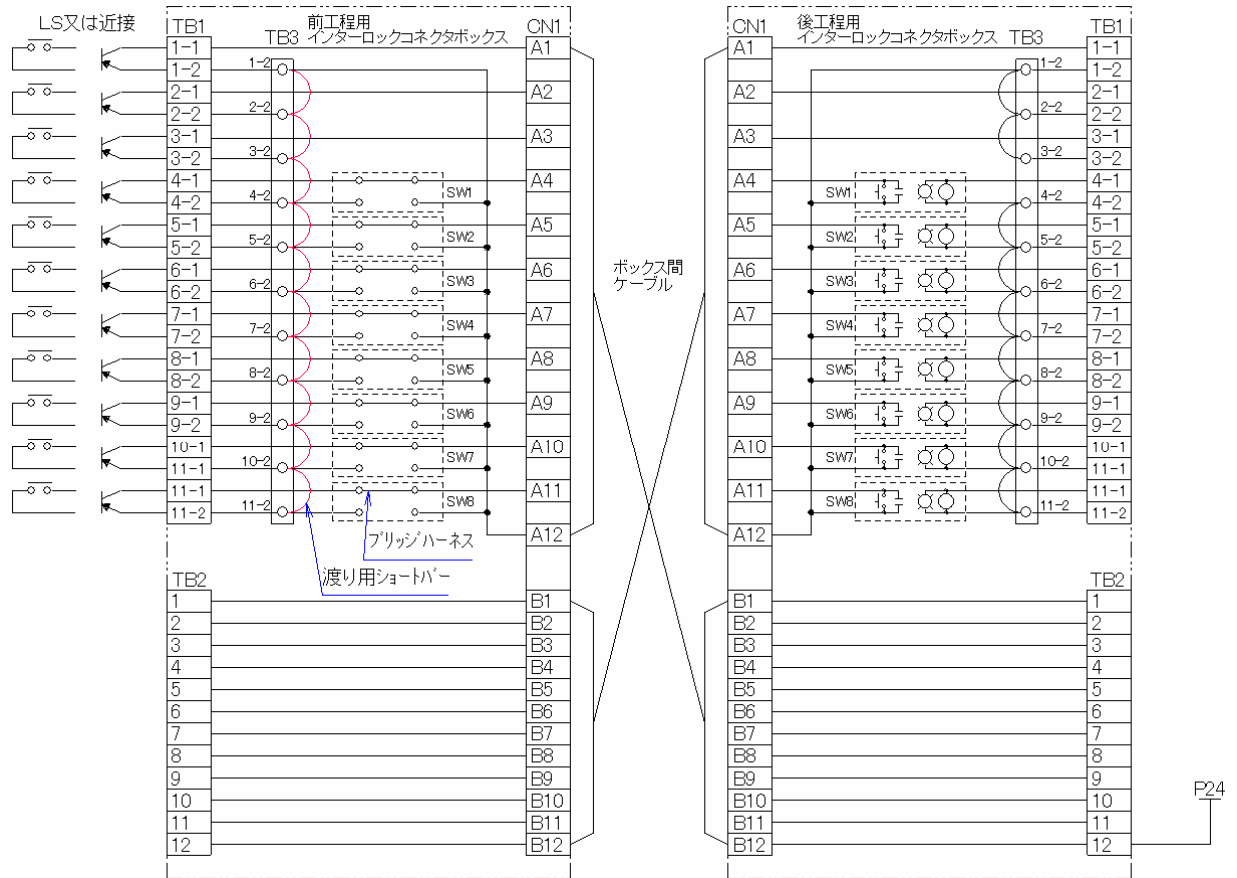 LS又は近接
TB1
前工程用
インターロックコネクタボックス
TB3
CN1
1-1
1-2
2-1
2-2
3-1
3-2
4-1
4-2
5-1
5-2
6-1
6-2
7-1
7-2
8-1
8-2
9-1
9-2
10-1
11-1
11-1
11-2
1-2
2-2
3-2
4-2
5-2
6-2
7-2
8-2
9-2
10-2
11-2
SW1
SW2
SW3
SW4
SW5
SW6
SW7
SW8
A1
A2
A3
A4
A5
A6
A7
A8
A9
A10
A11
A12
ブリッジハーネス
渡り用ショートバー
TB2
1
2
3
4
5
6
7
8
9
10
11
12
B1
B2
B3
B4
B5
B6
B7
B8
B9
B10
B11
B12
ボックス間
ケーブル
CN1
後工程用
インターロックコネクタボックス
TB3
TB1
A1
A2
A3
A4
A5
A6
A7
A8
A9
A10
A11
A12
SW1
SW2
SW3
SW4
SW5
SW6
SW7
SW8
1-2
2-2
3-2
4-2
5-2
6-2
7-2
8-2
9-2
10-2
11-2
1-1
1-2
2-1
2-2
3-1
3-2
4-1
4-2
5-1
5-2
6-1
6-2
7-1
7-2
8-1
8-2
9-1
9-2
10-1
11-1
11-1
11-2
TB2
B1
B2
B3
B4
B5
B6
B7
B8
B9
B10
B11
B12
1
2
3
4
5
6
7
8
9
10
11
12
P24